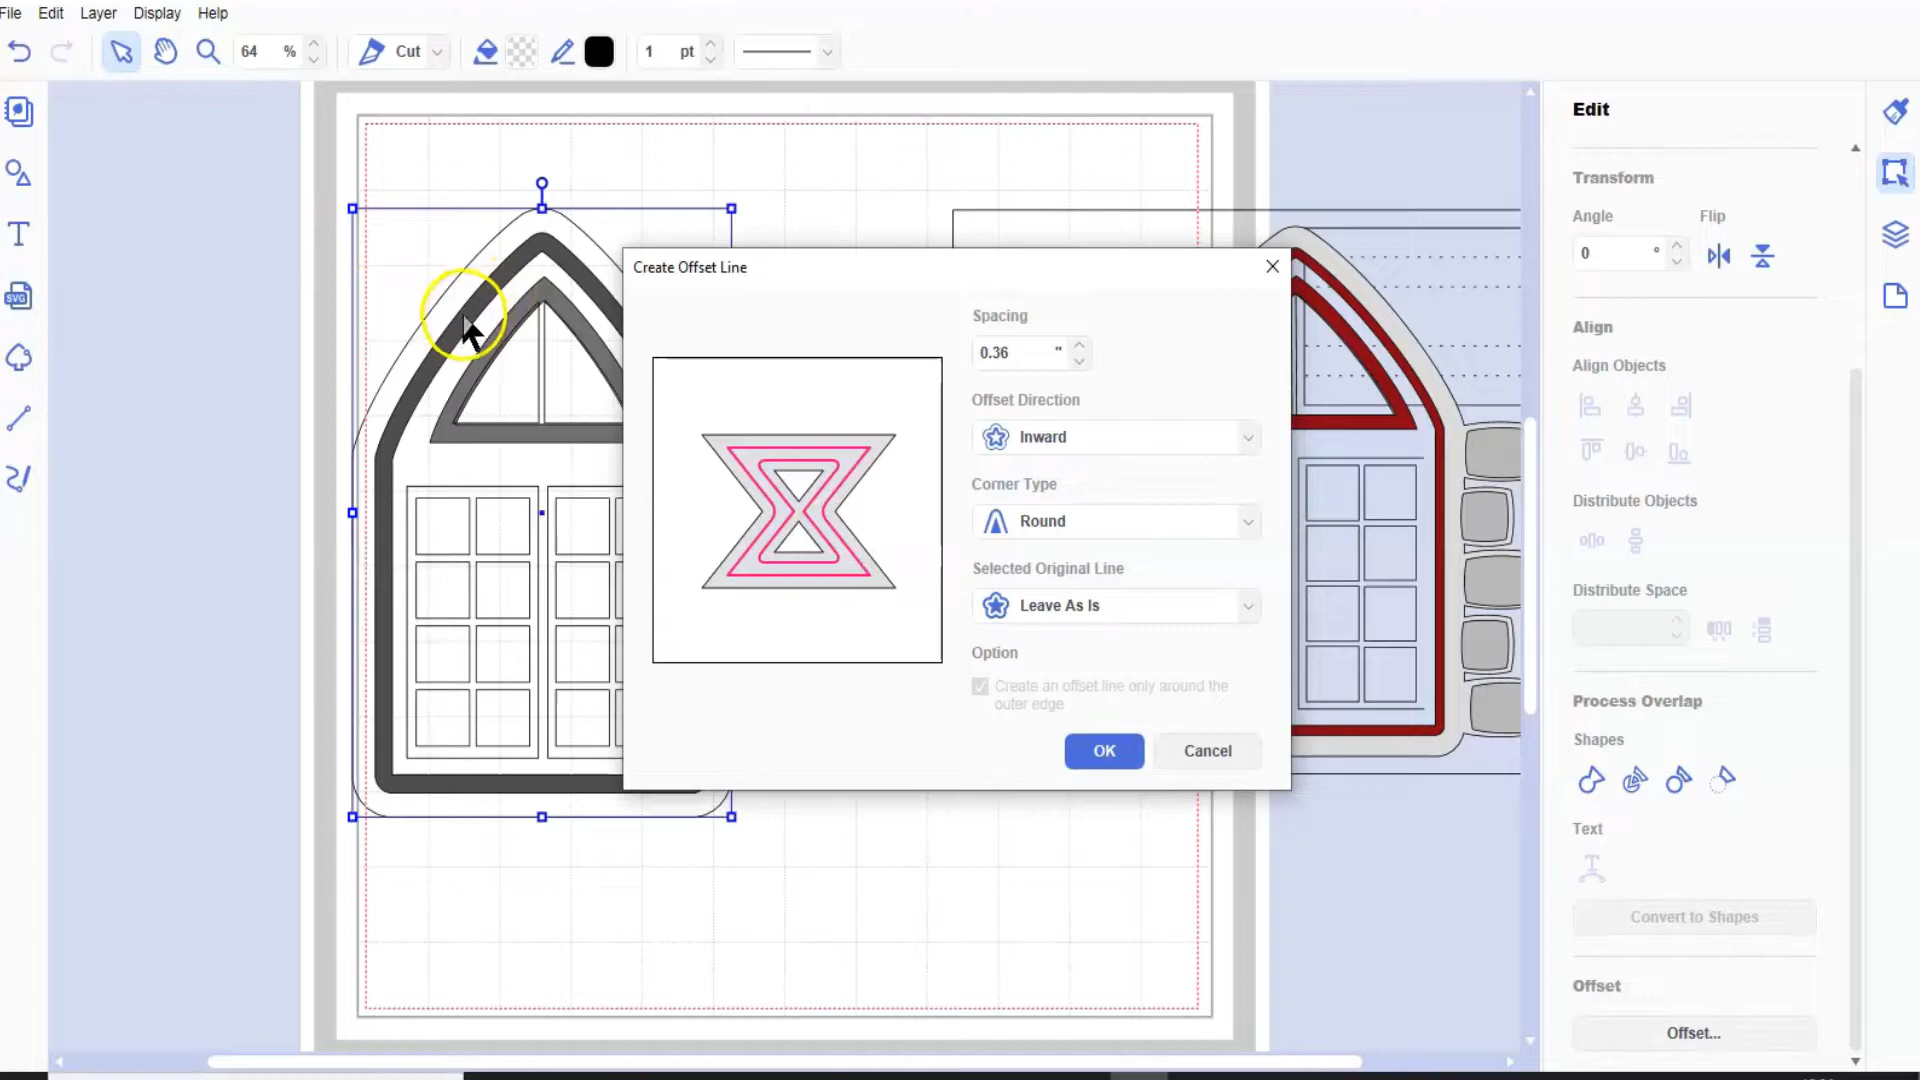 File Edit Layer Display Help
64 % Cut 1 pt
SVG
Create Offset Line
Spacing
0.36 "
Offset Direction
Inward
Corner Type
Round
Selected Original Line
Leave As Is
Option
Create an offset line only around the
outer edge
OK Cancel
Edit
Transform
Angle Flip
0 °
Align
Align Objects
Distribute Objects
Distribute Space
Process Overlap
Shapes
Text
Convert to Shapes
Offset
Offset...